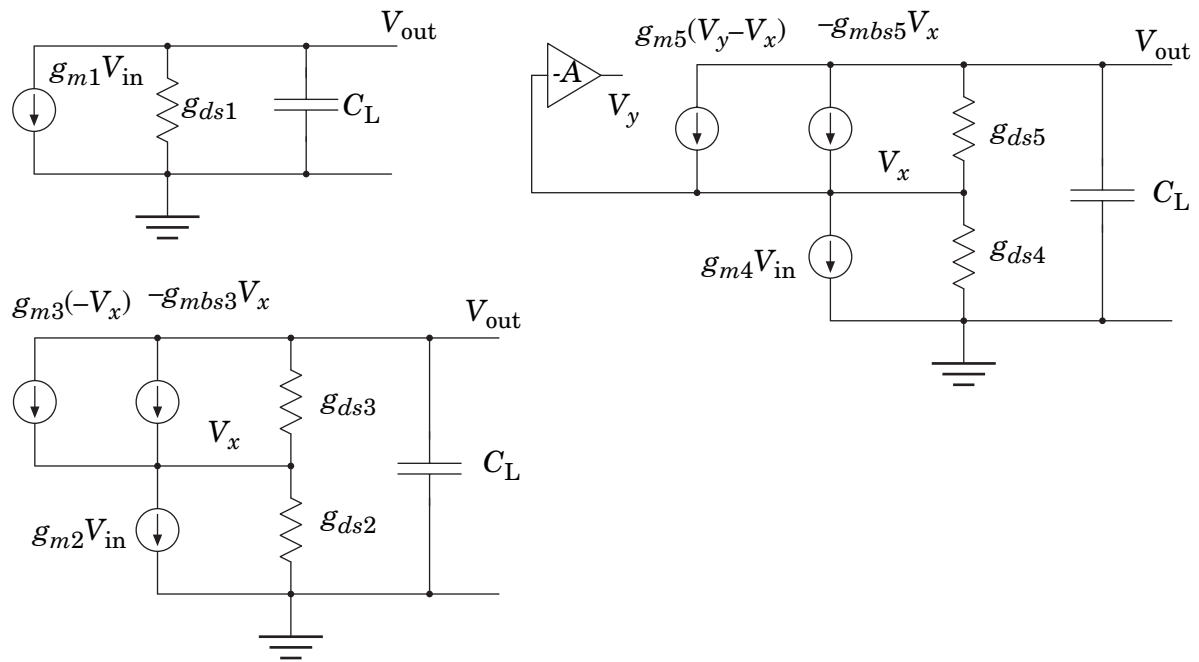 V_out
g_m1V_in
g_ds1
C_L
g_m5(V_y–V_x) –g_mbs5V_x
V_out
-A
V_y
g_ds5
V_x
C_L
g_m4V_in
g_ds4
g_m3(–V_x) –g_mbs3V_x
V_out
g_ds3
V_x
C_L
g_m2V_in
g_ds2